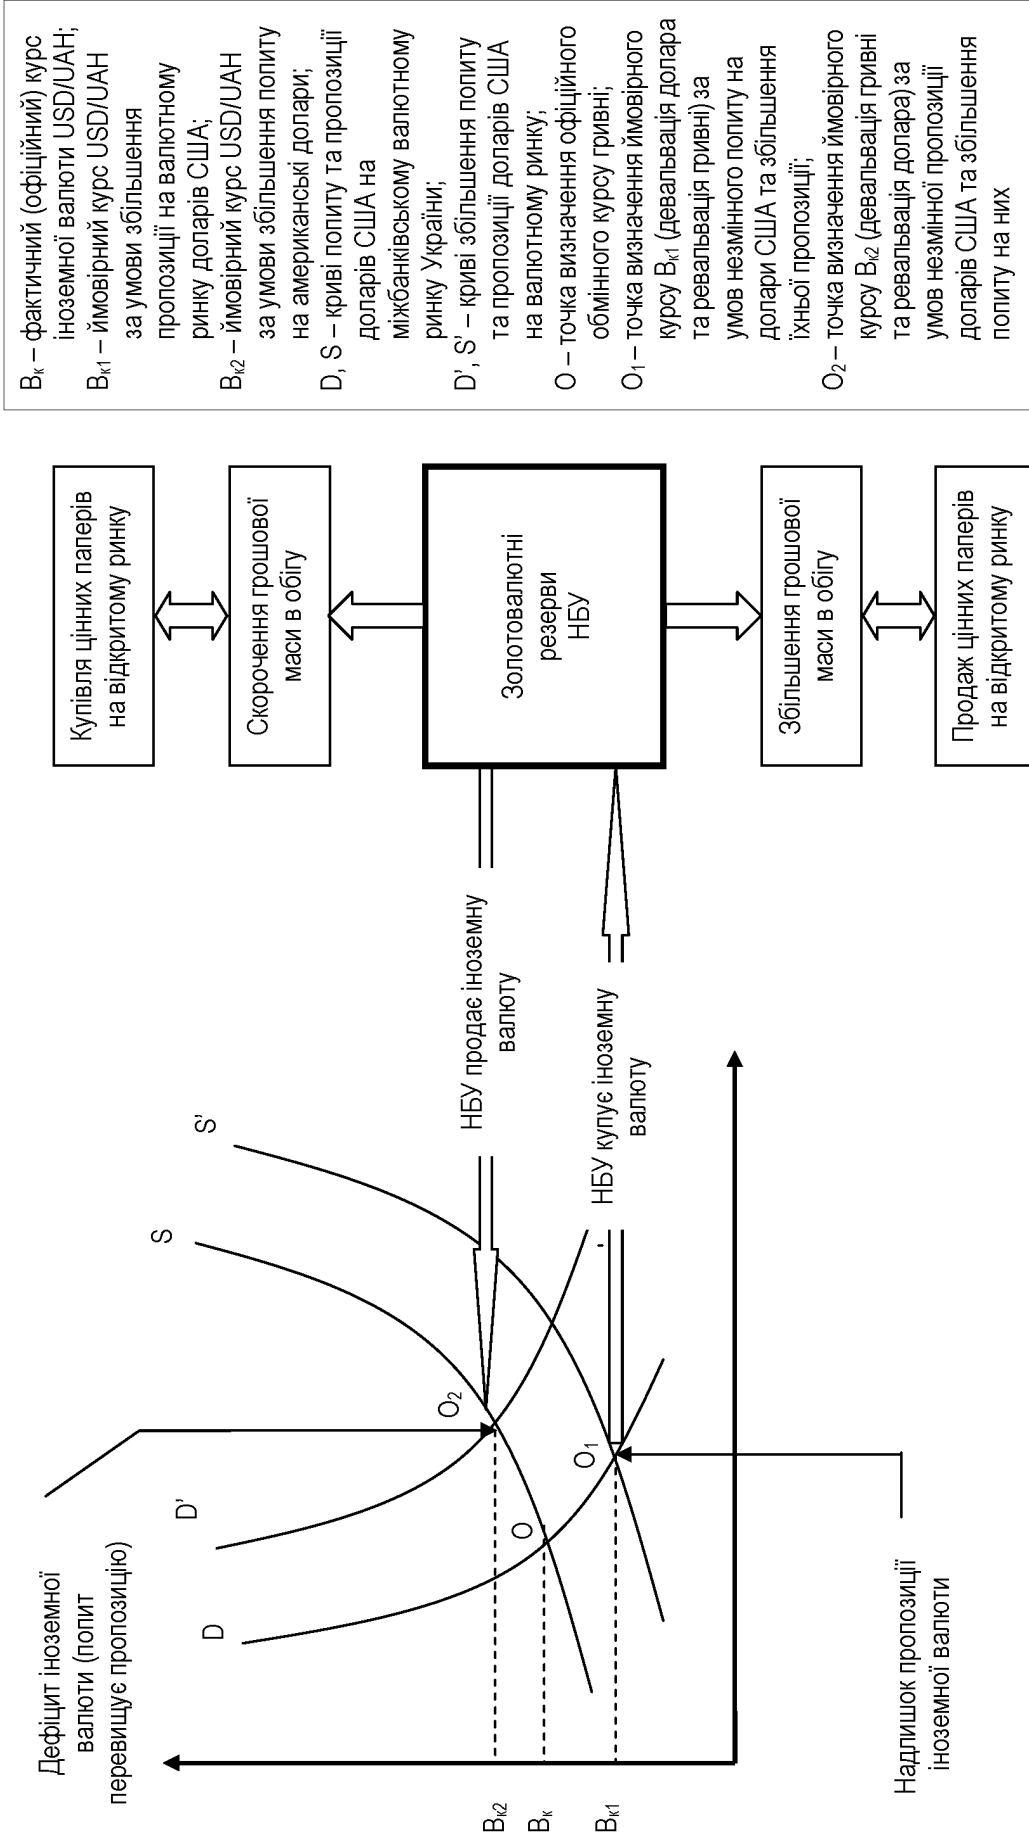 Дефіцит іноземної
валюти (попит
перевищує пропозицію)
D
D'
S
S'
O
O₂
O₁
Вк2
Вк
Вк1
Надлишок пропозиції
іноземної валюти
НБУ продає іноземну
валюту
НБУ купує іноземну
валюту
Купівля цінних паперів
на відкритому ринку
Скорочення грошової
маси в обігу
Золотовалютні
резерви
НБУ
Збільшення грошової
маси в обігу
Продаж цінних паперів
на відкритому ринку
Вк – фактичний (офіційний) курс
іноземної валюти USD/UAH;
Вк1 – ймовірний курс USD/UAH
за умови збільшення
пропозиції на валютному
ринку доларів США;
Вк2 – ймовірний курс USD/UAH
за умови збільшення попиту
на американські долари;
D, S – криві попиту та пропозиції
доларів США на
міжбанківському валютному
ринку України;
D', S' – криві збільшення попиту
та пропозиції доларів США
на валютному ринку;
O – точка визначення офіційного
обмінного курсу гривні;
O₁ – точка визначення ймовірного
курсу Вк1 (девальвація долара
та ревальвація гривні) за
умов незмінного попиту на
долари США та збільшення
їхньої пропозиції;
O₂ – точка визначення ймовірного
курсу Вк2 (девальвація гривні
та ревальвація долара) за
умов незмінної пропозиції
доларів США та збільшення
попиту на них